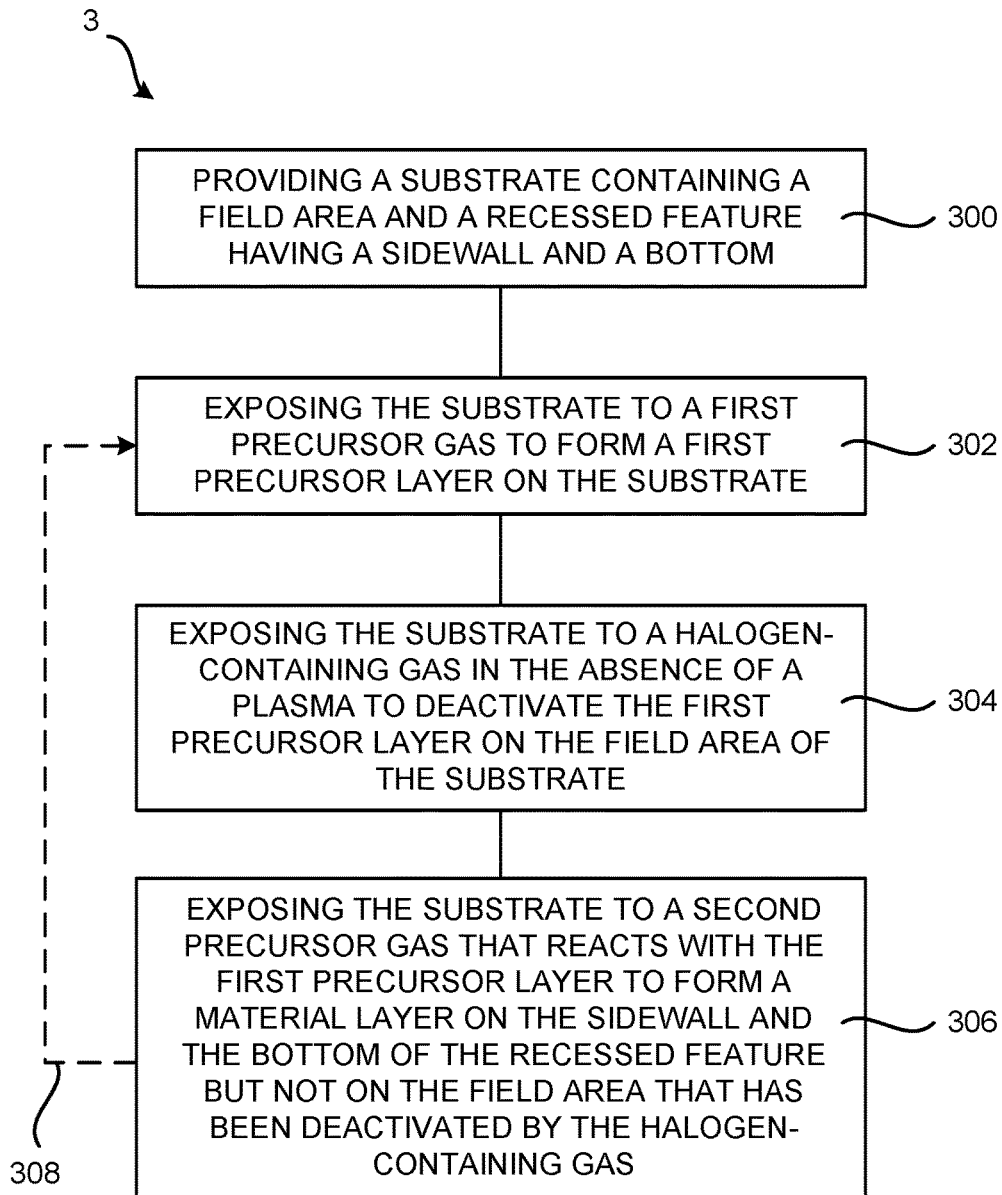 3
PROVIDING A SUBSTRATE CONTAINING A
FIELD AREA AND A RECESSED FEATURE
HAVING A SIDEWALL AND A BOTTOM
300
EXPOSING THE SUBSTRATE TO A FIRST
PRECURSOR GAS TO FORM A FIRST
PRECURSOR LAYER ON THE SUBSTRATE
302
EXPOSING THE SUBSTRATE TO A HALOGEN-
CONTAINING GAS IN THE ABSENCE OF A
PLASMA TO DEACTIVATE THE FIRST
PRECURSOR LAYER ON THE FIELD AREA OF
THE SUBSTRATE
304
EXPOSING THE SUBSTRATE TO A SECOND
PRECURSOR GAS THAT REACTS WITH THE
FIRST PRECURSOR LAYER TO FORM A
MATERIAL LAYER ON THE SIDEWALL AND
THE BOTTOM OF THE RECESSED FEATURE
BUT NOT ON THE FIELD AREA THAT HAS
BEEN DEACTIVATED BY THE HALOGEN-
CONTAINING GAS
306
308